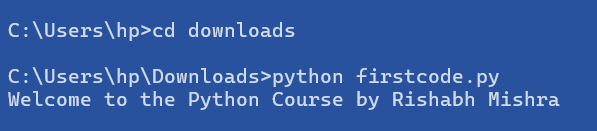 C:\Users\hp>cd downloads
C:\Users\hp\Downloads>python firstcode.py
Welcome to the Python Course by Rishabh Mishra